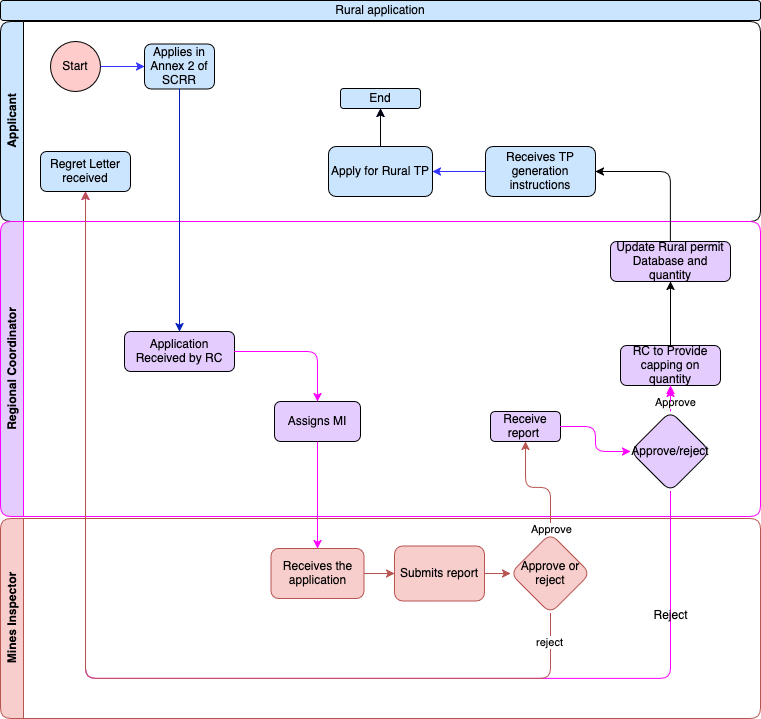 Rural application
Applicant
Start
Applies in
Annex 2 of
SCRR
End
Regret Letter
received
Apply for Rural TP
Receives TP
generation
instructions
Regional Coordinator
Update Rural permit
Database and
quantity
Application
Received by RC
RC to Provide
capping on
quantity
Approve
Assigns MI
Receive
report
Approve/reject
Mines Inspector
Approve
Receives the
application
Submits report
Approve or
reject
Reject
reject